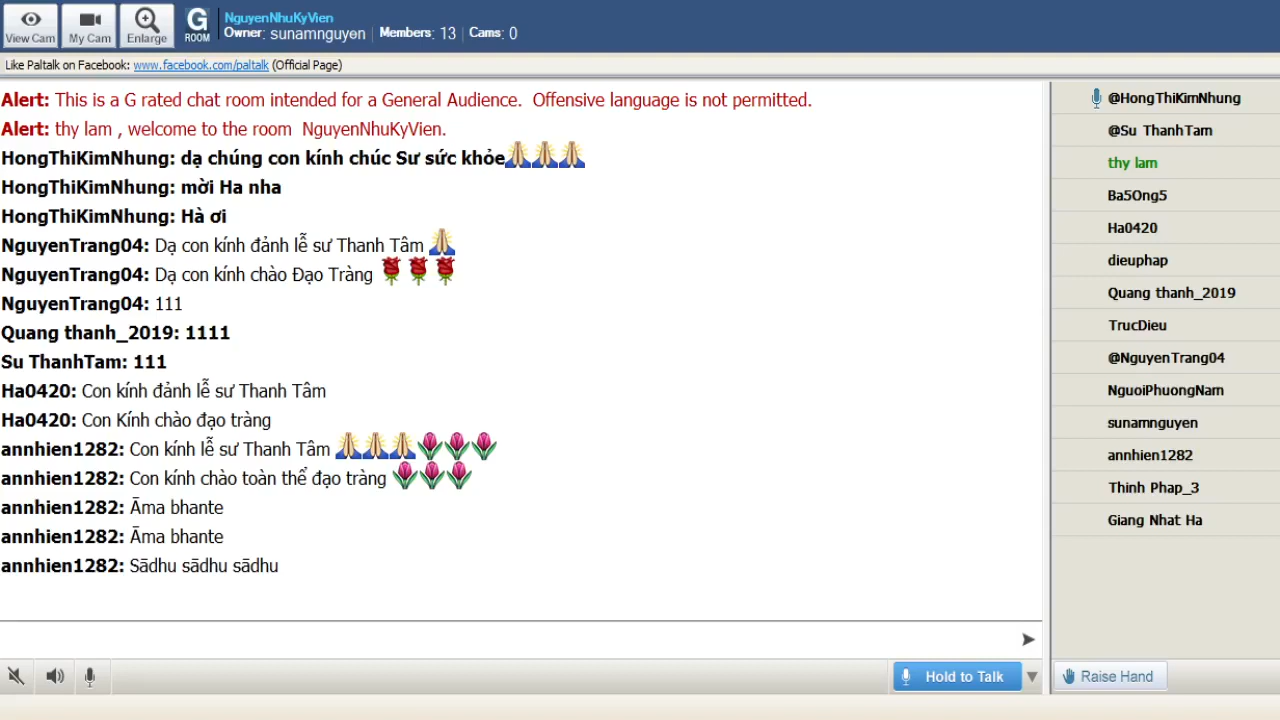 View Cam
My Cam
Enlarge
G
ROOM
NguyenNhuKyVien
Owner: sunamnguyen | Members: 13 | Cams: 0
Like Paltalk on Facebook: www.facebook.com/paltalk (Official Page)
Alert: This is a G rated chat room intended for a General Audience.  Offensive language is not permitted.
Alert: thy lam , welcome to the room  NguyenNhuKyVien.
HongThiKimNhung: dạ chúng con kính chúc Sư sức khỏe
HongThiKimNhung: mời Ha nha
HongThiKimNhung: Hà ơi
NguyenTrang04: Dạ con kính đảnh lễ sư Thanh Tâm
NguyenTrang04: Dạ con kính chào Đạo Tràng
NguyenTrang04: 111
Quang thanh_2019: 1111
Su ThanhTam: 111
Ha0420: Con kính đảnh lễ sư Thanh Tâm
Ha0420: Con Kính chào đạo tràng
annhien1282: Con kính lễ sư Thanh Tâm
annhien1282: Con kính chào toàn thể đạo tràng
annhien1282: Āma bhante
annhien1282: Āma bhante
annhien1282: Sādhu sādhu sādhu
@HongThiKimNhung
@Su ThanhTam
thy lam
Ba5Ong5
Ha0420
dieuphap
Quang thanh_2019
TrucDieu
@NguyenTrang04
NguoiPhuongNam
sunamnguyen
annhien1282
Thinh Phap_3
Giang Nhat Ha
Hold to Talk
Raise Hand